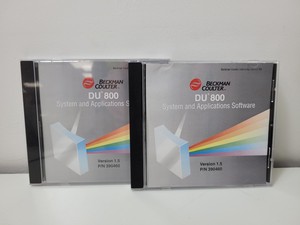 BECKMAN
COULTER
DU 800
System and Applications S
Version 1.0
BECKMAN
COULTER
DU 800
System and Applications Software
Version 1.0